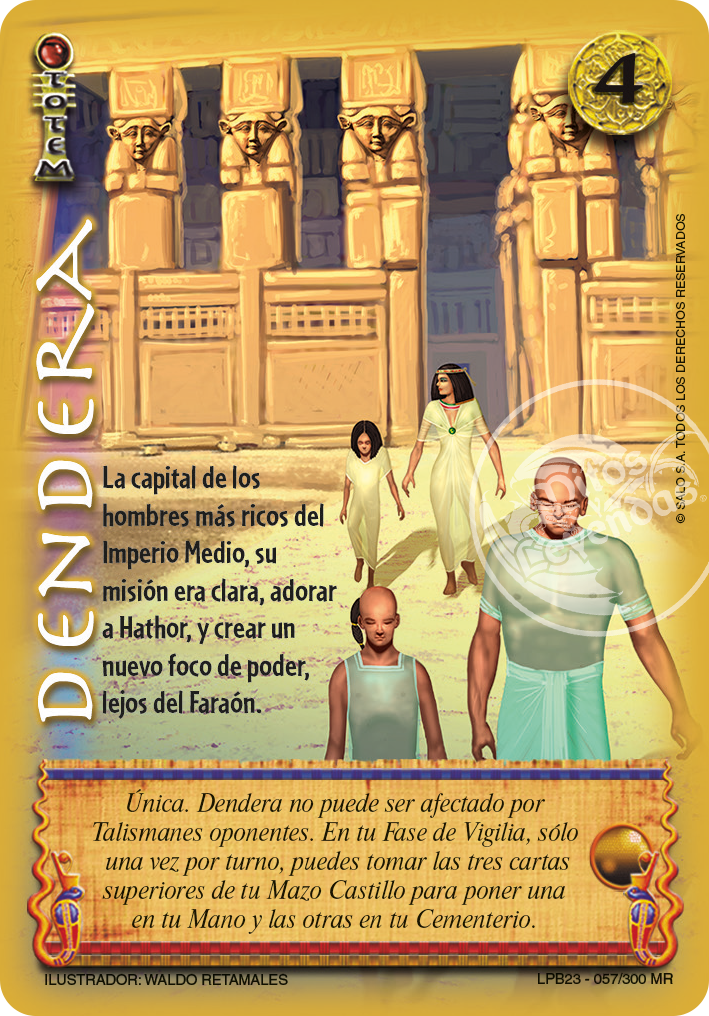 TOTEM
4
DENDERA
© SALO S.A. TODOS LOS DERECHOS RESERVADOS
La capital de los
hombres más ricos del
Imperio Medio, su
misión era clara, adorar
a Hathor, y crear un
nuevo foco de poder,
lejos del Faraón.
Única. Dendera no puede ser afectado por
Talismanes oponentes. En tu Fase de Vigilia, sólo
una vez por turno, puedes tomar las tres cartas
superiores de tu Mazo Castillo para poner una
en tu Mano y las otras en tu Cementerio.
ILUSTRADOR: WALDO RETAMALES
LPB23 - 057/300 MR